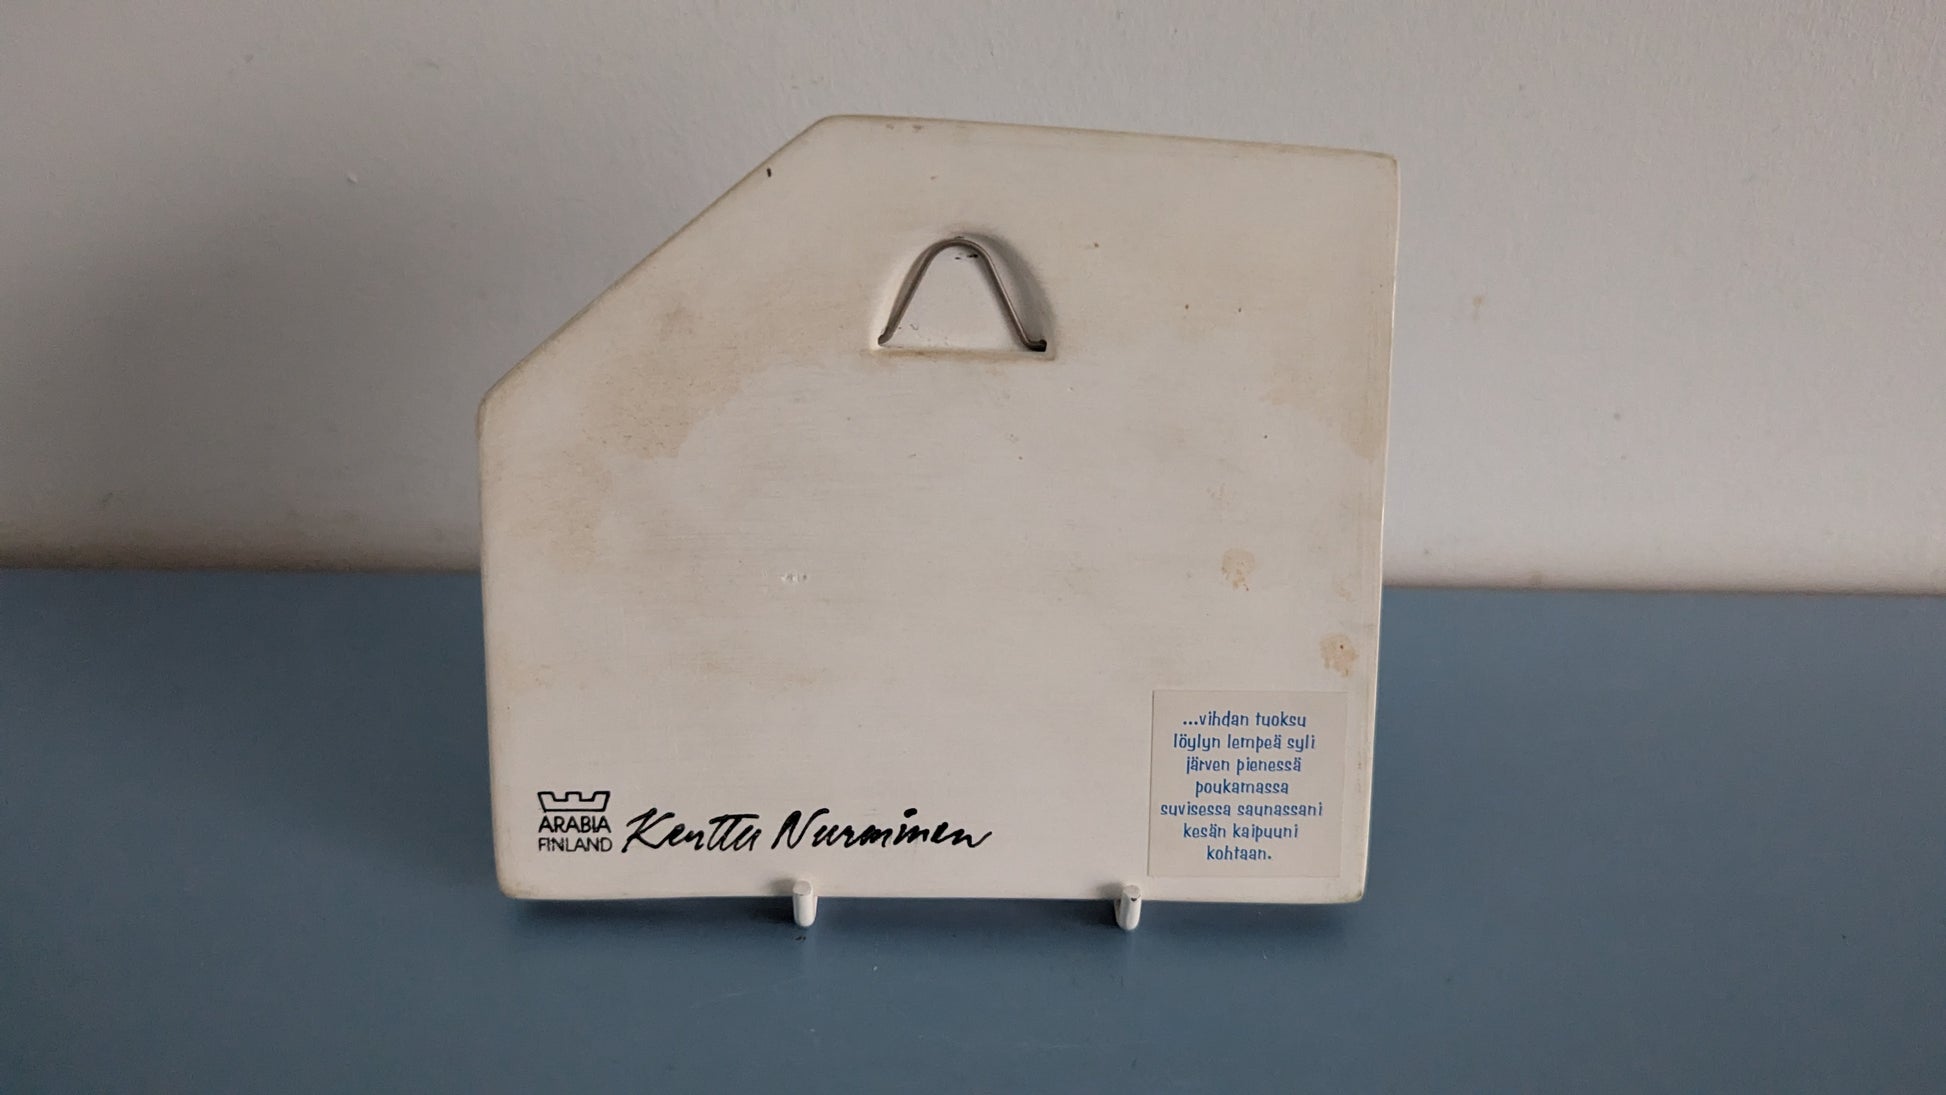 ARABIA
FINLAND
Kerttu Nurminen
...vihdan tuoksu
löylyn lempeä syli
järven pienessä
poukamassa
suvisessa saunassani
kesän kaipuuni
kohtaan.